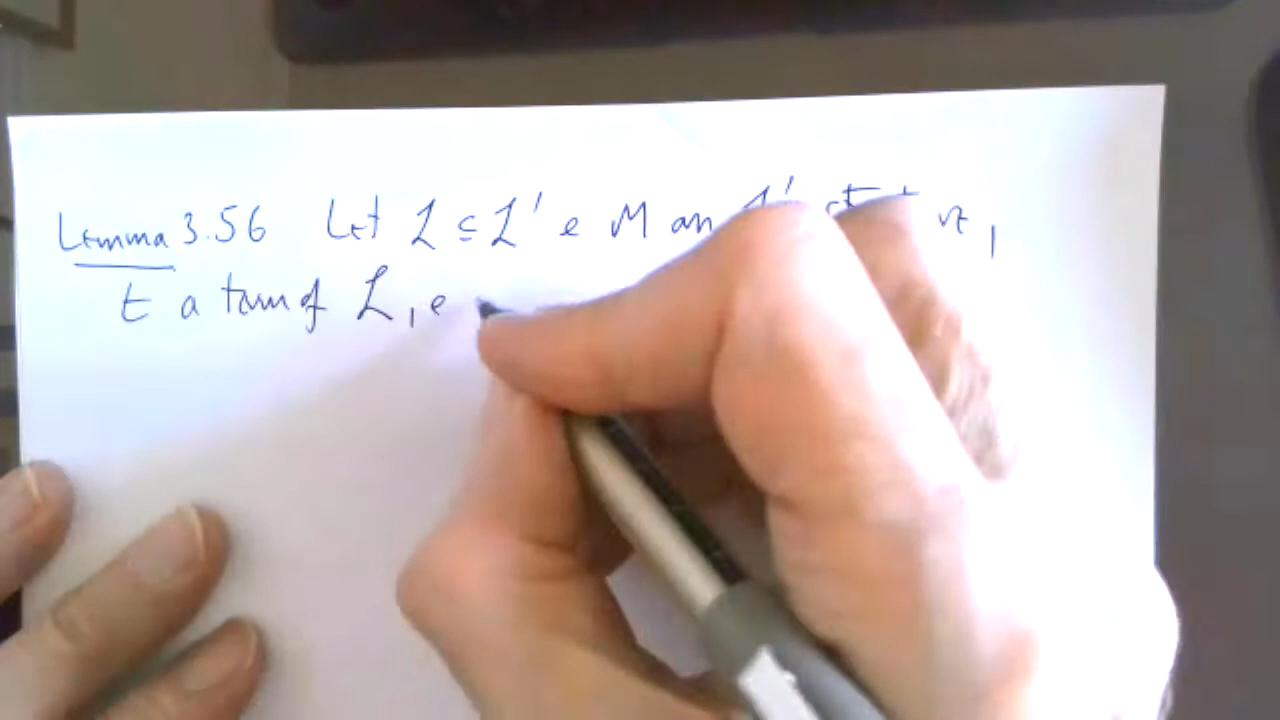 Lemma 3.56 Let L ⊆ L' e M an L'
t a term of L, e